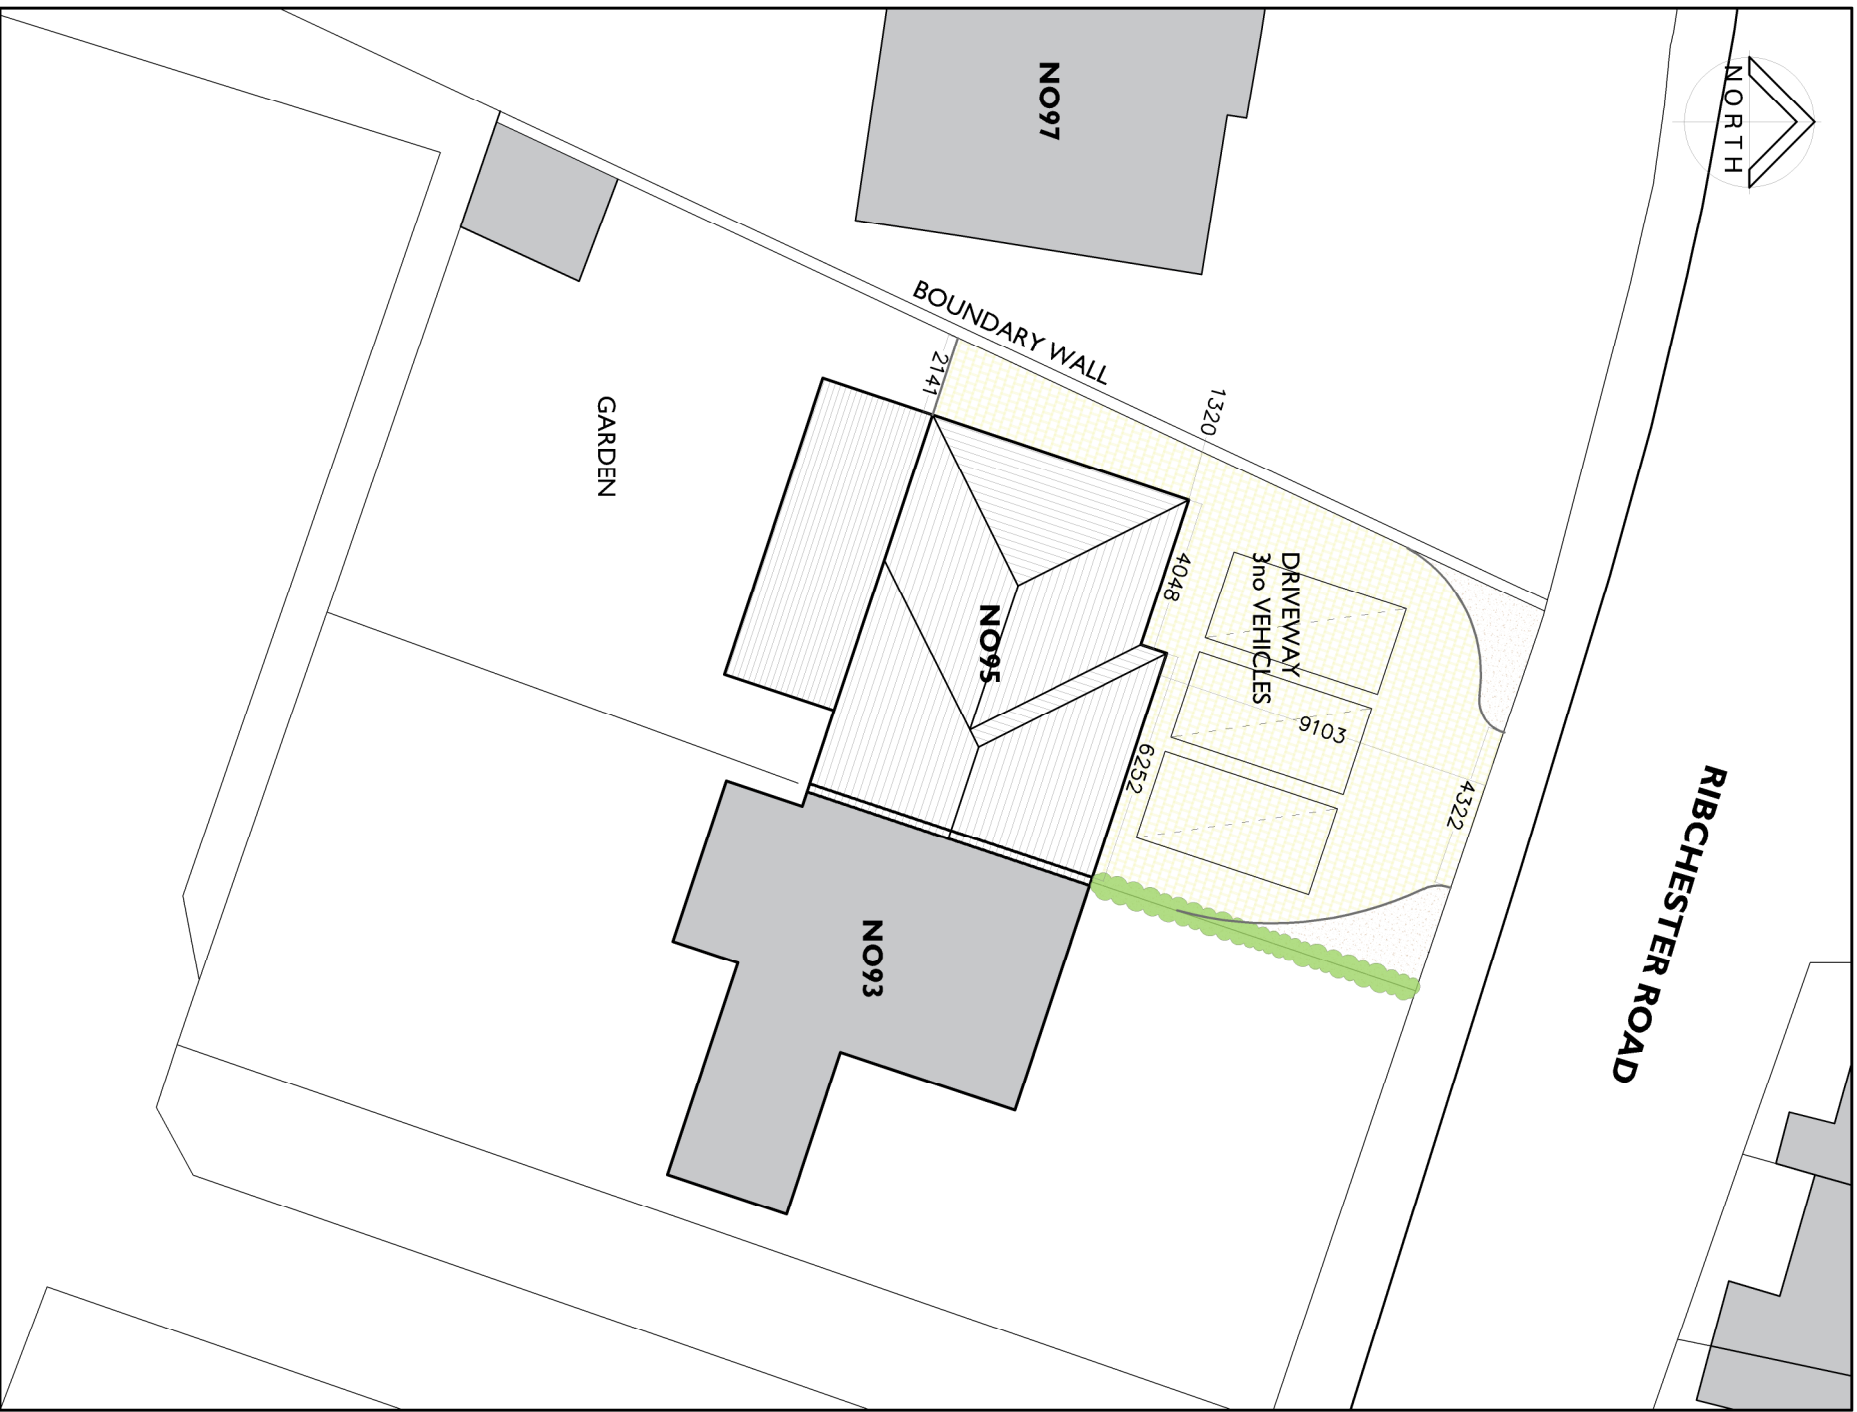 NORTH
NO97
BOUNDARY WALL
2141
1320
GARDEN
4048
DRIVEWAY
3no VEHICLES
NO95
9103
6252
4322
RIBCHESTER ROAD
NO93